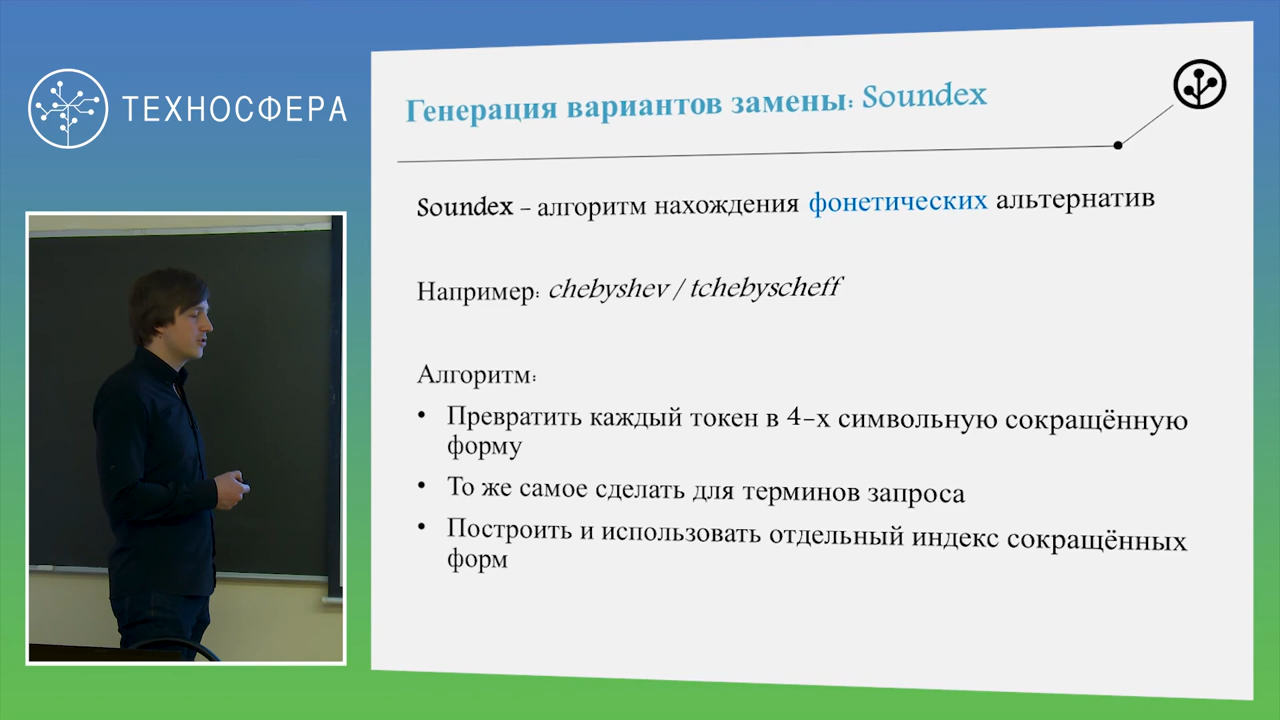 ТЕХНОСФЕРА
Генерация вариантов замены: Soundex
Soundex – алгоритм нахождения фонетических альтернатив
Например: chebyshev / tchebyscheff
Алгоритм:
• Превратить каждый токен в 4-х символьную сокращённую
форму
• То же самое сделать для терминов запроса
• Построить и использовать отдельный индекс сокращённых
форм